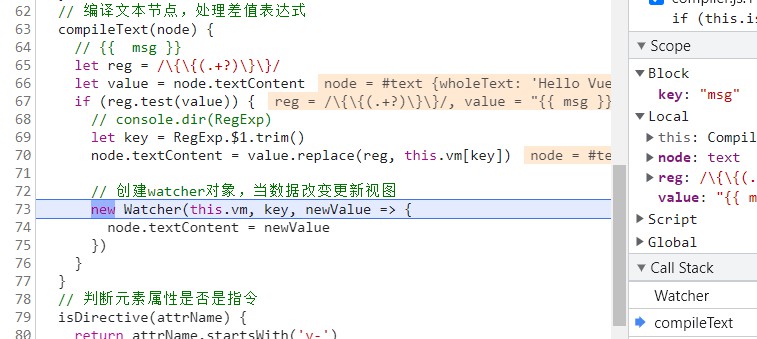 62 // 编译文本节点，处理差值表达式
63 compileText(node) {
64 // {{  msg }}
65 let reg = /\{\{(.+?)\}\}/
66 let value = node.textContent node = #text {wholeText: 'Hello Vue
67 if (reg.test(value)) { reg = /\{\{(.+?)\}\}/, value = "{{ msg }}
68 // console.dir(RegExp)
69 let key = RegExp.$1.trim()
70 node.textContent = value.replace(reg, this.vm[key]) node = #te
71
72 // 创建watcher对象，当数据改变更新视图
73 new Watcher(this.vm, key, newValue => {
74 node.textContent = newValue
75 })
76 }
77 }
78 // 判断元素属性是否是指令
79 isDirective(attrName) {
80 return attrName.startsWith('v-')
if (this.is
Scope
Block
key: "msg"
Local
this: Compil
node: text
reg: /\{\{(.
value: "{{ m
Script
Global
Call Stack
Watcher
compileText